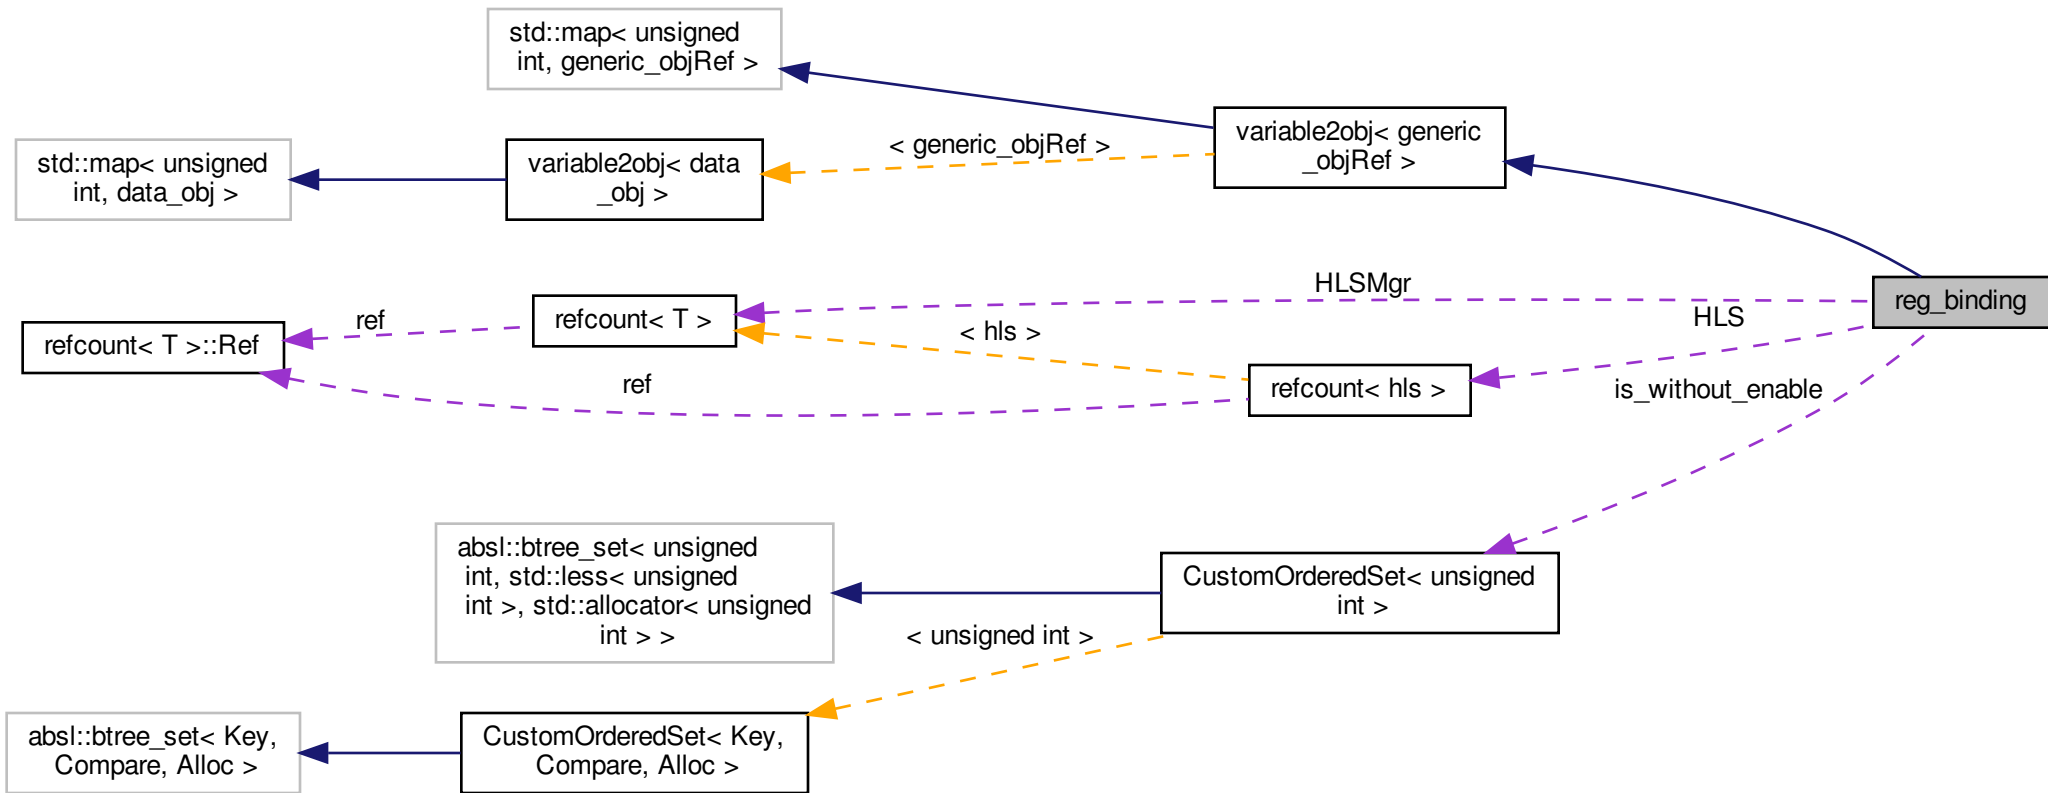 std::map< unsigned
int, generic_objRef >
variable2obj< generic
_objRef >
< generic_objRef >
std::map< unsigned
int, data_obj >
variable2obj< data
_obj >
reg_binding
HLSMgr
HLS
is_without_enable
refcount< T >
< hls >
ref
refcount< T >::Ref
refcount< hls >
ref
absl::btree_set< unsigned
int, std::less< unsigned
int >, std::allocator< unsigned
int > >
CustomOrderedSet< unsigned
int >
< unsigned int >
absl::btree_set< Key,
Compare, Alloc >
CustomOrderedSet< Key,
Compare, Alloc >